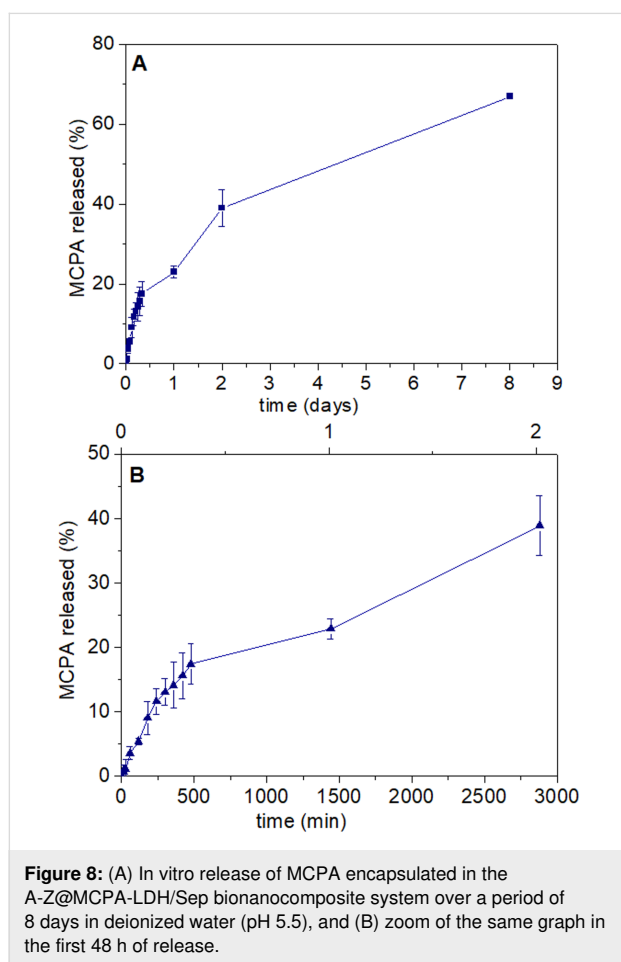 80
A
60
40
20
0
MCPA released (%)
0 1 2 3 4 5 6 7 8 9
time (days)
0 1 2
50
B
40
30
20
10
0
MCPA released (%)
0 500 1000 1500 2000 2500 3000
time (min)
Figure 8: (A) In vitro release of MCPA encapsulated in the
A-Z@MCPA-LDH/Sep bionanocomposite system over a period of
8 days in deionized water (pH 5.5), and (B) zoom of the same graph in
the first 48 h of release.